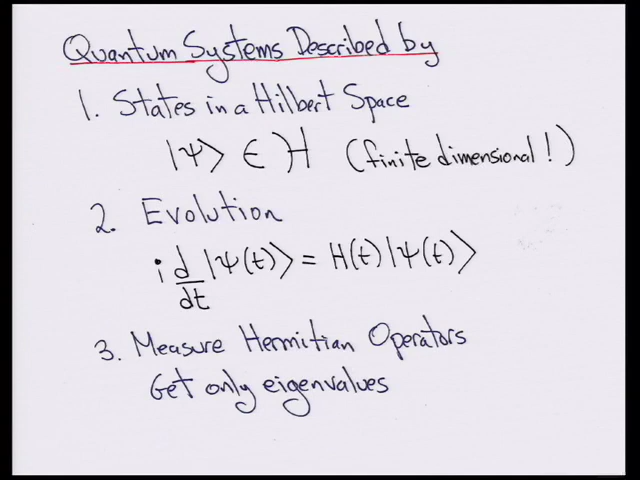 Quantum Systems Described by
1. States in a Hilbert Space
|Ψ⟩ ∈ H (finite dimensional!)
2. Evolution
i d/dt |Ψ(t)⟩ = H(t)|Ψ(t)⟩
3. Measure Hermitian Operators
Get only eigenvalues